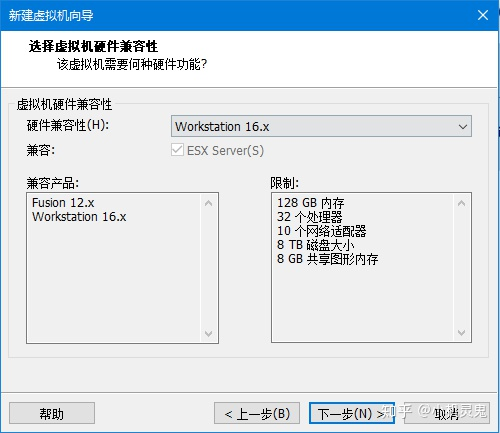 新建虚拟机向导
选择虚拟机硬件兼容性
该虚拟机需要何种硬件功能?
虚拟机硬件兼容性
硬件兼容性(H):
Workstation 16.x
兼容:
ESX Server(S)
兼容产品:
Fusion 12.x
Workstation 16.x
限制:
128 GB 内存
32 个处理器
10 个网络适配器
8 TB 磁盘大小
8 GB 共享图形内存
帮助
< 上一步(B)
下一步(N) >
取消
知乎